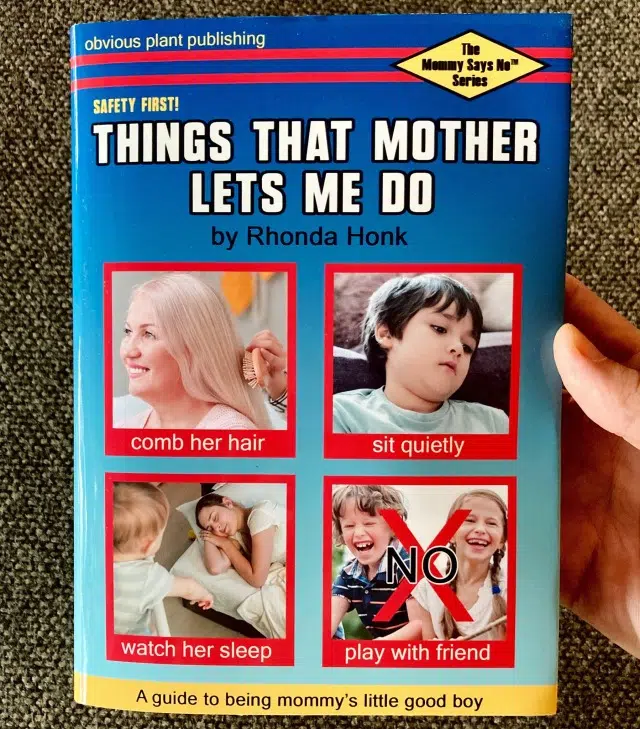 obvious plant publishing
The
Mommy Says No™
Series
SAFETY FIRST!
THINGS THAT MOTHER
LETS ME DO
by Rhonda Honk
comb her hair
sit quietly
watch her sleep
NO
play with friend
A guide to being mommy's little good boy